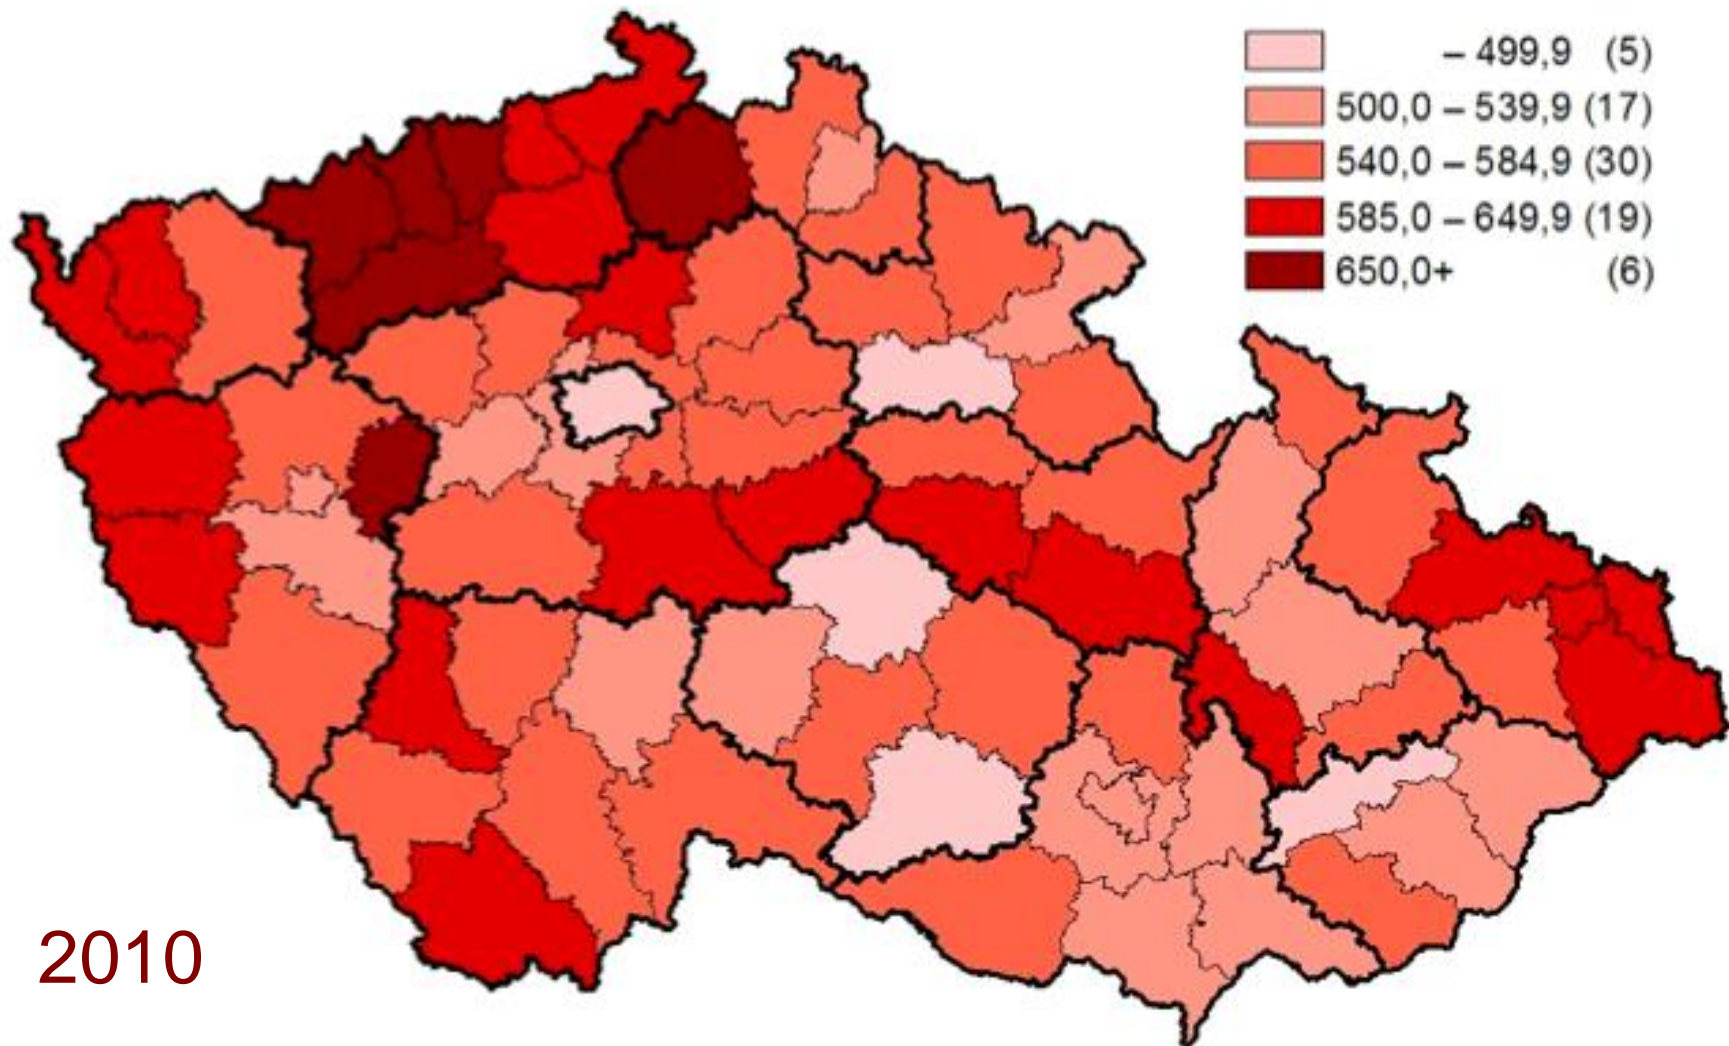 – 499,9 (5)
500,0 – 539,9 (17)
540,0 – 584,9 (30)
585,0 – 649,9 (19)
650,0+ (6)
2010